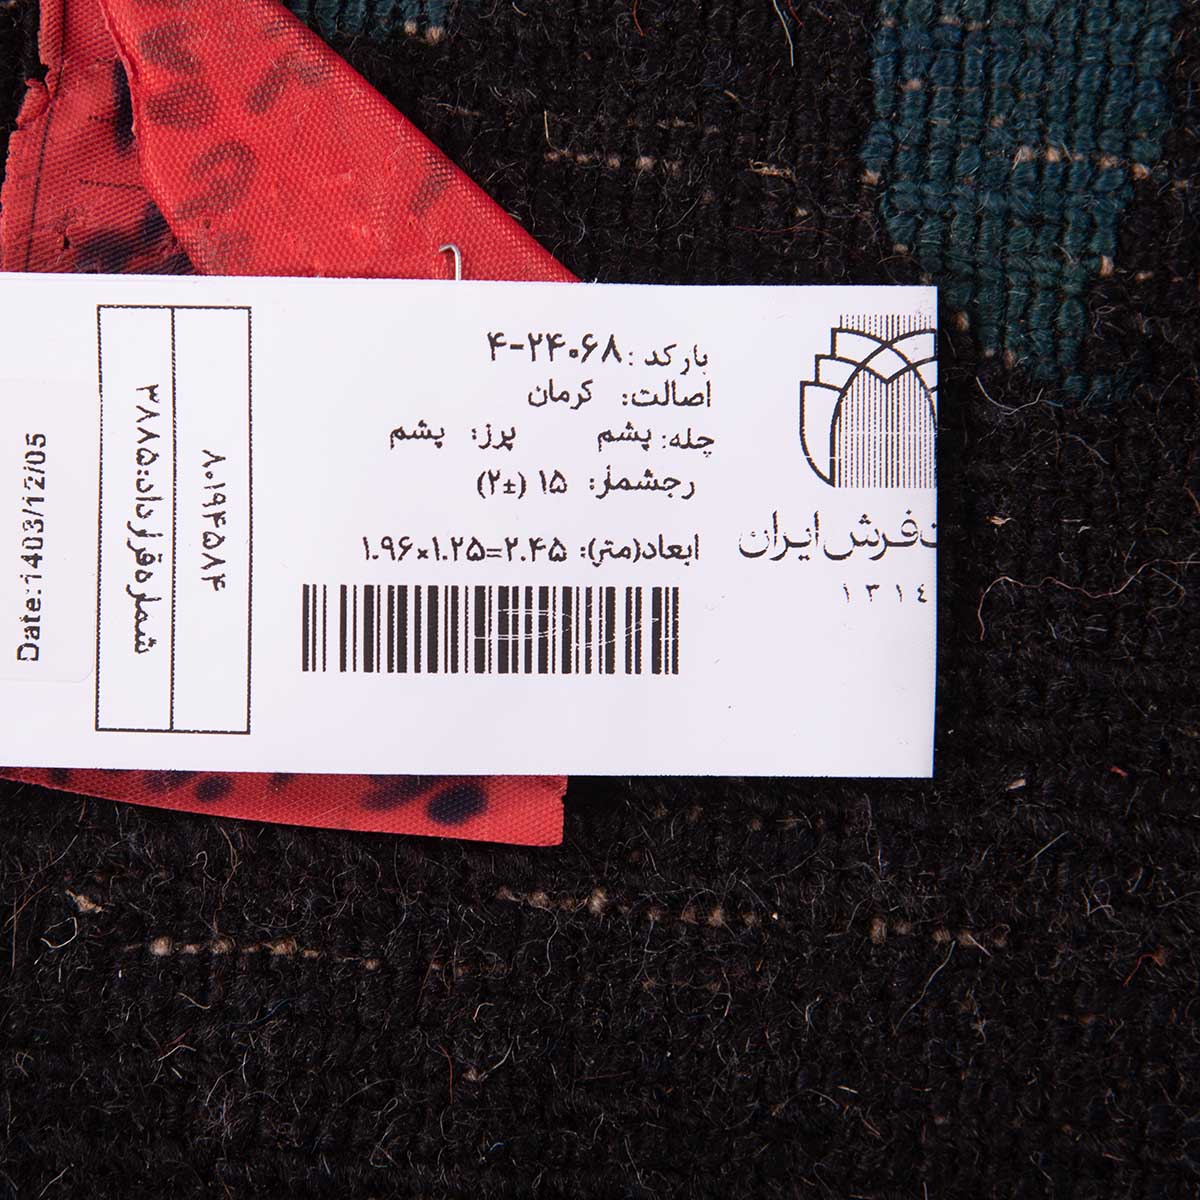 بارکد: ۴-۲۴۰۶۸
اصالت: کرمان
چله: پشم پرز: پشم
رجشمار: ۱۵ (±۲)
ابعاد(متر): ۱.۹۶×۱.۲۵=۲.۴۵
فرش ایران
۱۳۱۴
۸۰۱۹۴۵۸۴
شماره قرارداد: ۳۸۸۵
Date:1403/12/05